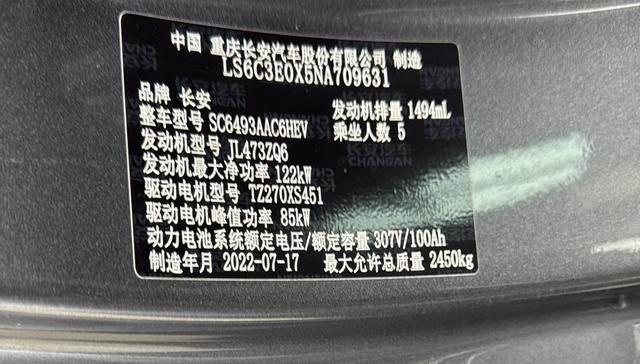 中国 重庆长安汽车股份有限公司 制造
LS6C3E0X5NA709631
品牌 长安 发动机排量 1494mL
整车型号 SC6493AAC6HEV 乘坐人数 5
发动机型号 JL473ZQ6
发动机最大净功率 122kW
驱动电机型号 TZ270XS451
驱动电机峰值功率 85kW
动力电池系统额定电压/额定容量 307V/100Ah
制造年月 2022-07-17 最大允许总质量 2450kg
长安汽车
CHANGAN